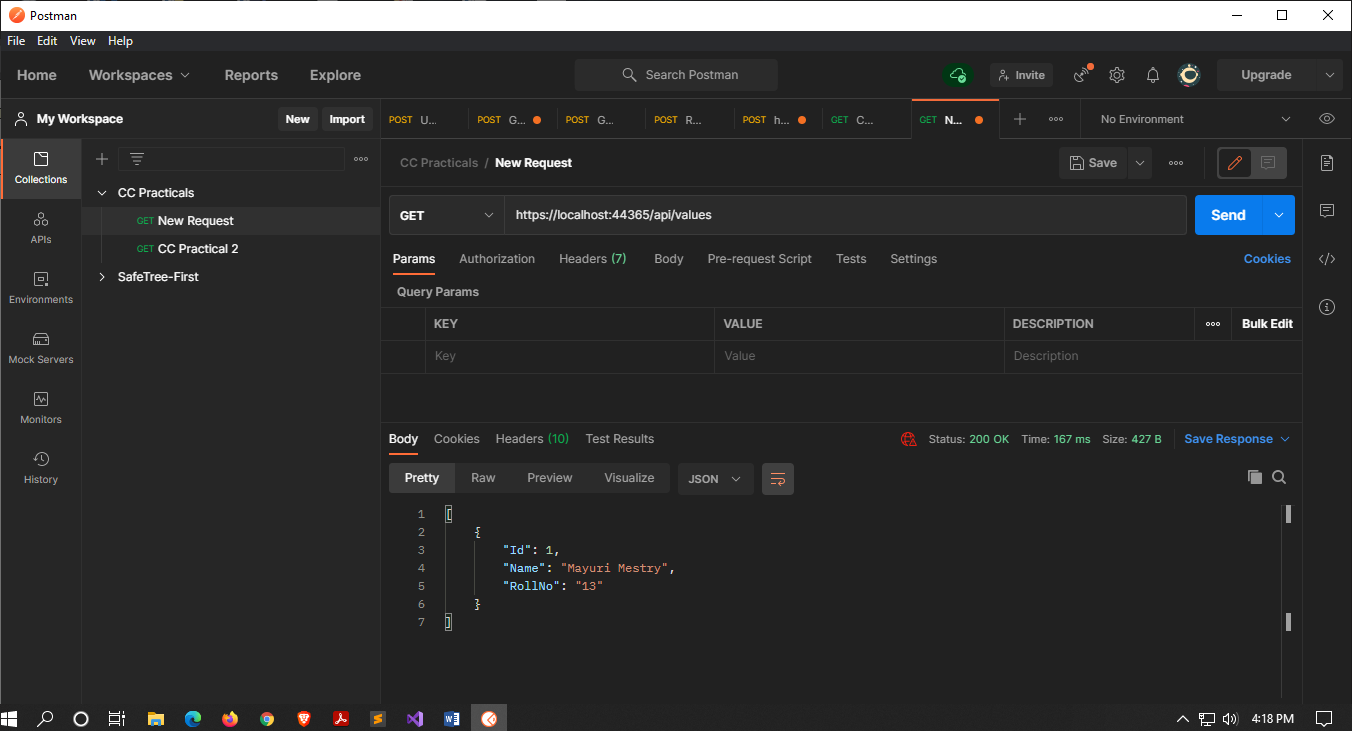 Postman
File Edit View Help
Home Workspaces Reports Explore Search Postman Invite Upgrade
My Workspace New Import
POST U... POST G... POST G... POST R... POST h... GET C... GET N... No Environment
Collections
APIs
Environments
Mock Servers
Monitors
History
CC Practicals
GET New Request
GET CC Practical 2
SafeTree-First
CC Practicals / New Request Save
GET https://localhost:44365/api/values Send
Params Authorization Headers (7) Body Pre-request Script Tests Settings Cookies
Query Params
KEY VALUE DESCRIPTION Bulk Edit
Key Value Description
Body Cookies Headers (10) Test Results Status: 200 OK Time: 167 ms Size: 427 B Save Response
Pretty Raw Preview Visualize JSON
1 [
2 {
3 "Id": 1,
4 "Name": "Mayuri Mestry",
5 "RollNo": "13"
6 }
7 ]
4:18 PM